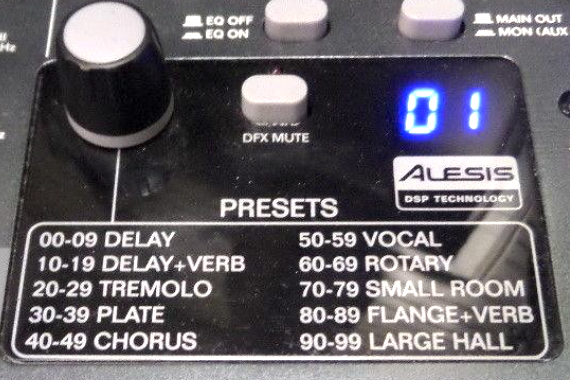 EQ OFF
EQ ON
MAIN OUT
MON (AUX
Hz
DFX MUTE
01
ALESIS
DSP TECHNOLOGY
PRESETS
00-09 DELAY
10-19 DELAY+VERB
20-29 TREMOLO
30-39 PLATE
40-49 CHORUS
50-59 VOCAL
60-69 ROTARY
70-79 SMALL ROOM
80-89 FLANGE+VERB
90-99 LARGE HALL